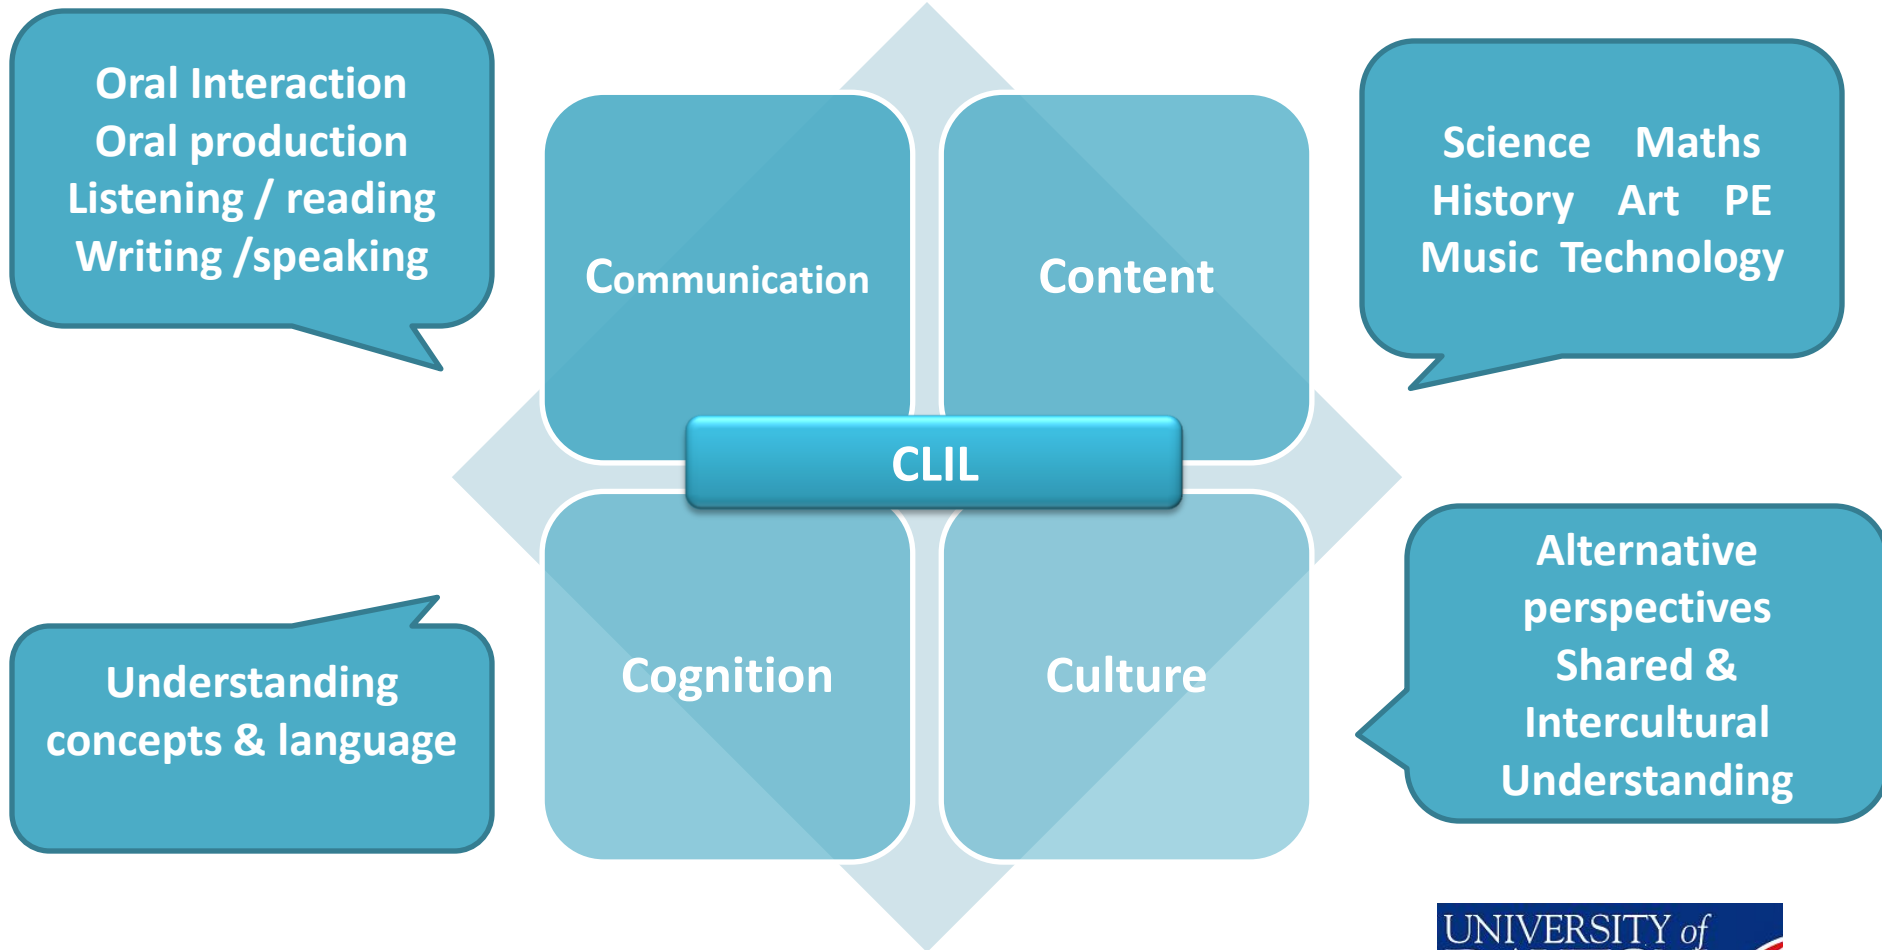 Oral Interaction
Oral production
Listening / reading
Writing /speaking
Communication
Content
Science Maths
History Art PE
Music Technology
CLIL
Understanding
concepts & language
Cognition
Culture
Alternative
perspectives
Shared &
Intercultural
Understanding
UNIVERSITY of